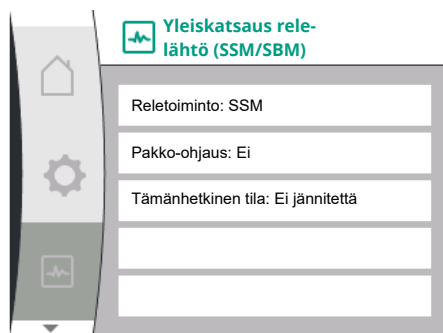 Yleiskatsaus rele-
lähtö (SSM/SBM)
Reletoiminto: SSM
Pakko-ohjaus: Ei
Tämänhetkinen tila: Ei jännitettä